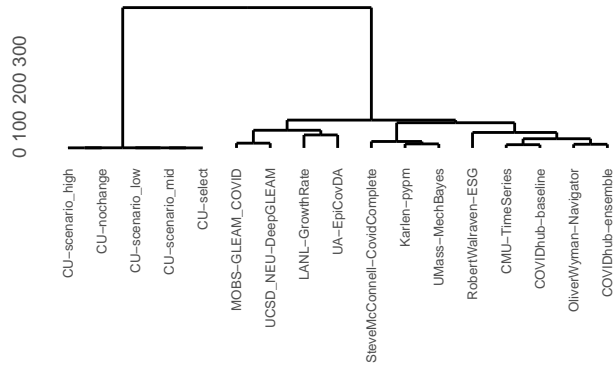 0 100 200 300
CU-scenario_high
CU-nochange
CU-scenario_low
CU-scenario_mid
CU-select
MOBS-GLEAM_COVID
UCSD_NEU-DeepGLEAM
LANL-GrowthRate
UA-EpiCovDA
SteveMcConnell-CovidComplete
Karlen-pypm
UMass-MechBayes
RobertWalraven-ESG
CMU-TimeSeries
COVIDhub-baseline
OliverWyman-Navigator
COVIDhub-ensemble